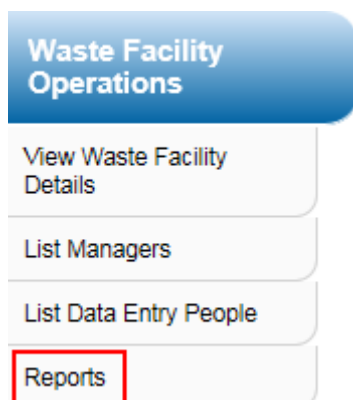 Waste Facility
Operations
View Waste Facility
Details
List Managers
List Data Entry People
Reports